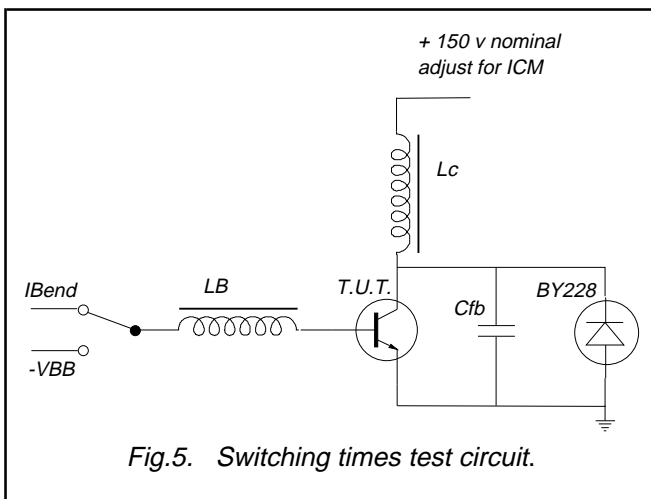 + 150 v nominal
adjust for ICM
Lc
IBend
LB
T.U.T.
Cfb
BY228
-VBB
Fig.5. Switching times test circuit.